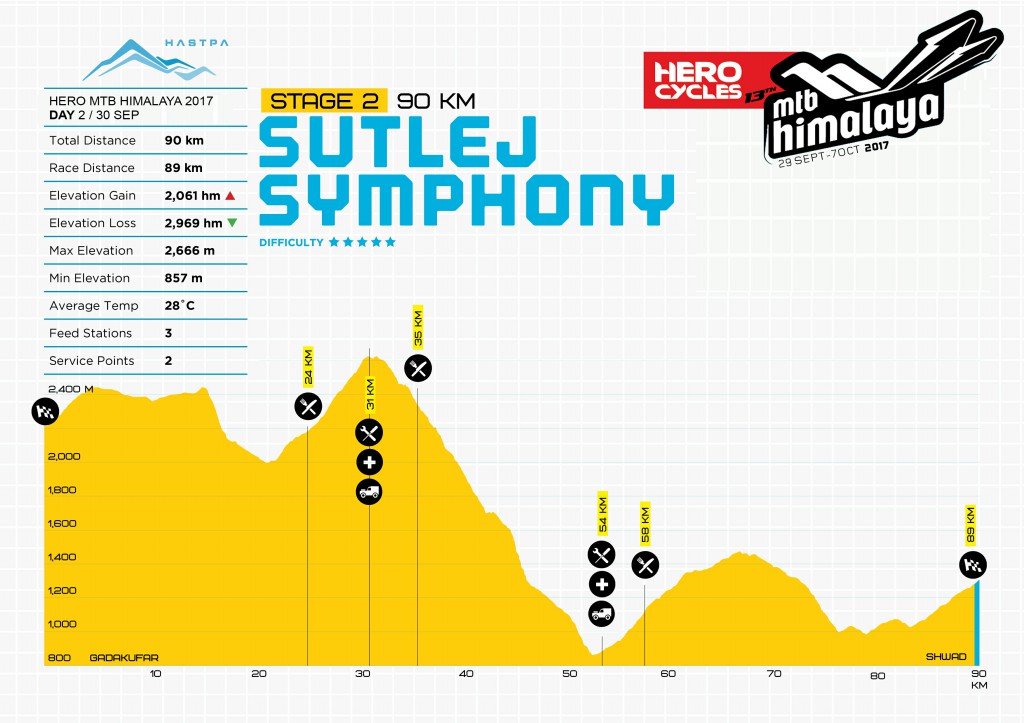 HASTPA
HERO MTB HIMALAYA 2017
DAY 2 / 30 SEP
Total Distance 90 km
Race Distance 89 km
Elevation Gain 2,061 hm
Elevation Loss 2,969 hm
Max Elevation 2,666 m
Min Elevation 857 m
Average Temp 28°C
Feed Stations 3
Service Points 2
STAGE 2 90 KM
SUTLEJ
SYMPHONY
DIFFICULTY ★★★★★
HERO
CYCLES
13TH
mtb
himalaya
29 SEPT-7OCT 2017
24 KM
31 KM
35 KM
54 KM
58 KM
89 KM
2,400 M
2,000
1,800
1,600
1,400
1,200
1,000
800 GADAKUFAR SHWAD
10 20 30 40 50 60 70 80 90
KM